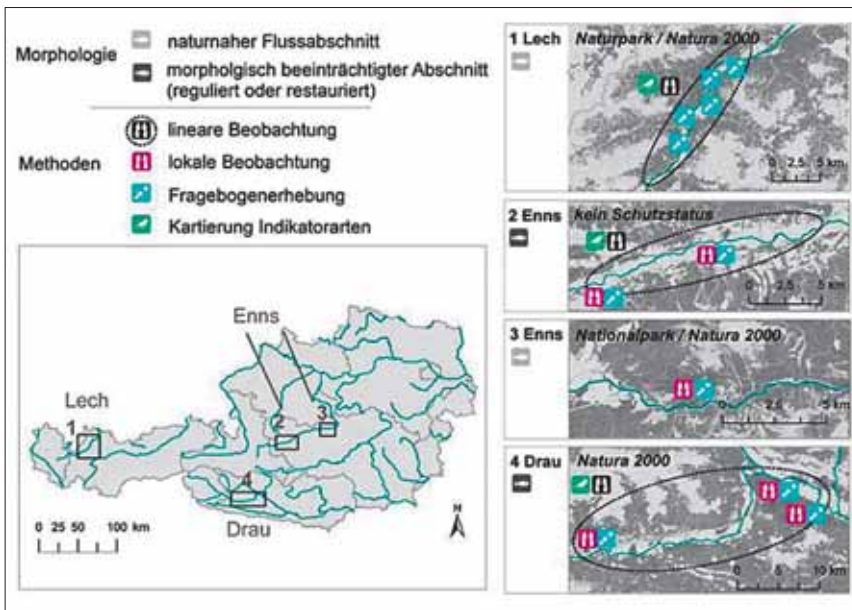 Morphologie
naturnaher Flussabschnitt
morpholgisch beeinträchtigter Abschnitt
(reguliert oder restauriert)
Methoden
lineare Beobachtung
lokale Beobachtung
Fragebogenerhebung
Kartierung Indikatorarten
Enns
Lech
1
2
3
4
Drau
N
0 25 50 100 km
1 Lech
Naturpark / Natura 2000
0 2,5 5 km
2 Enns
kein Schutzstatus
0 2,5 5 km
3 Enns
Nationalpark / Natura 2000
0 2,5 5 km
4 Drau
Natura 2000
0 5 10 km